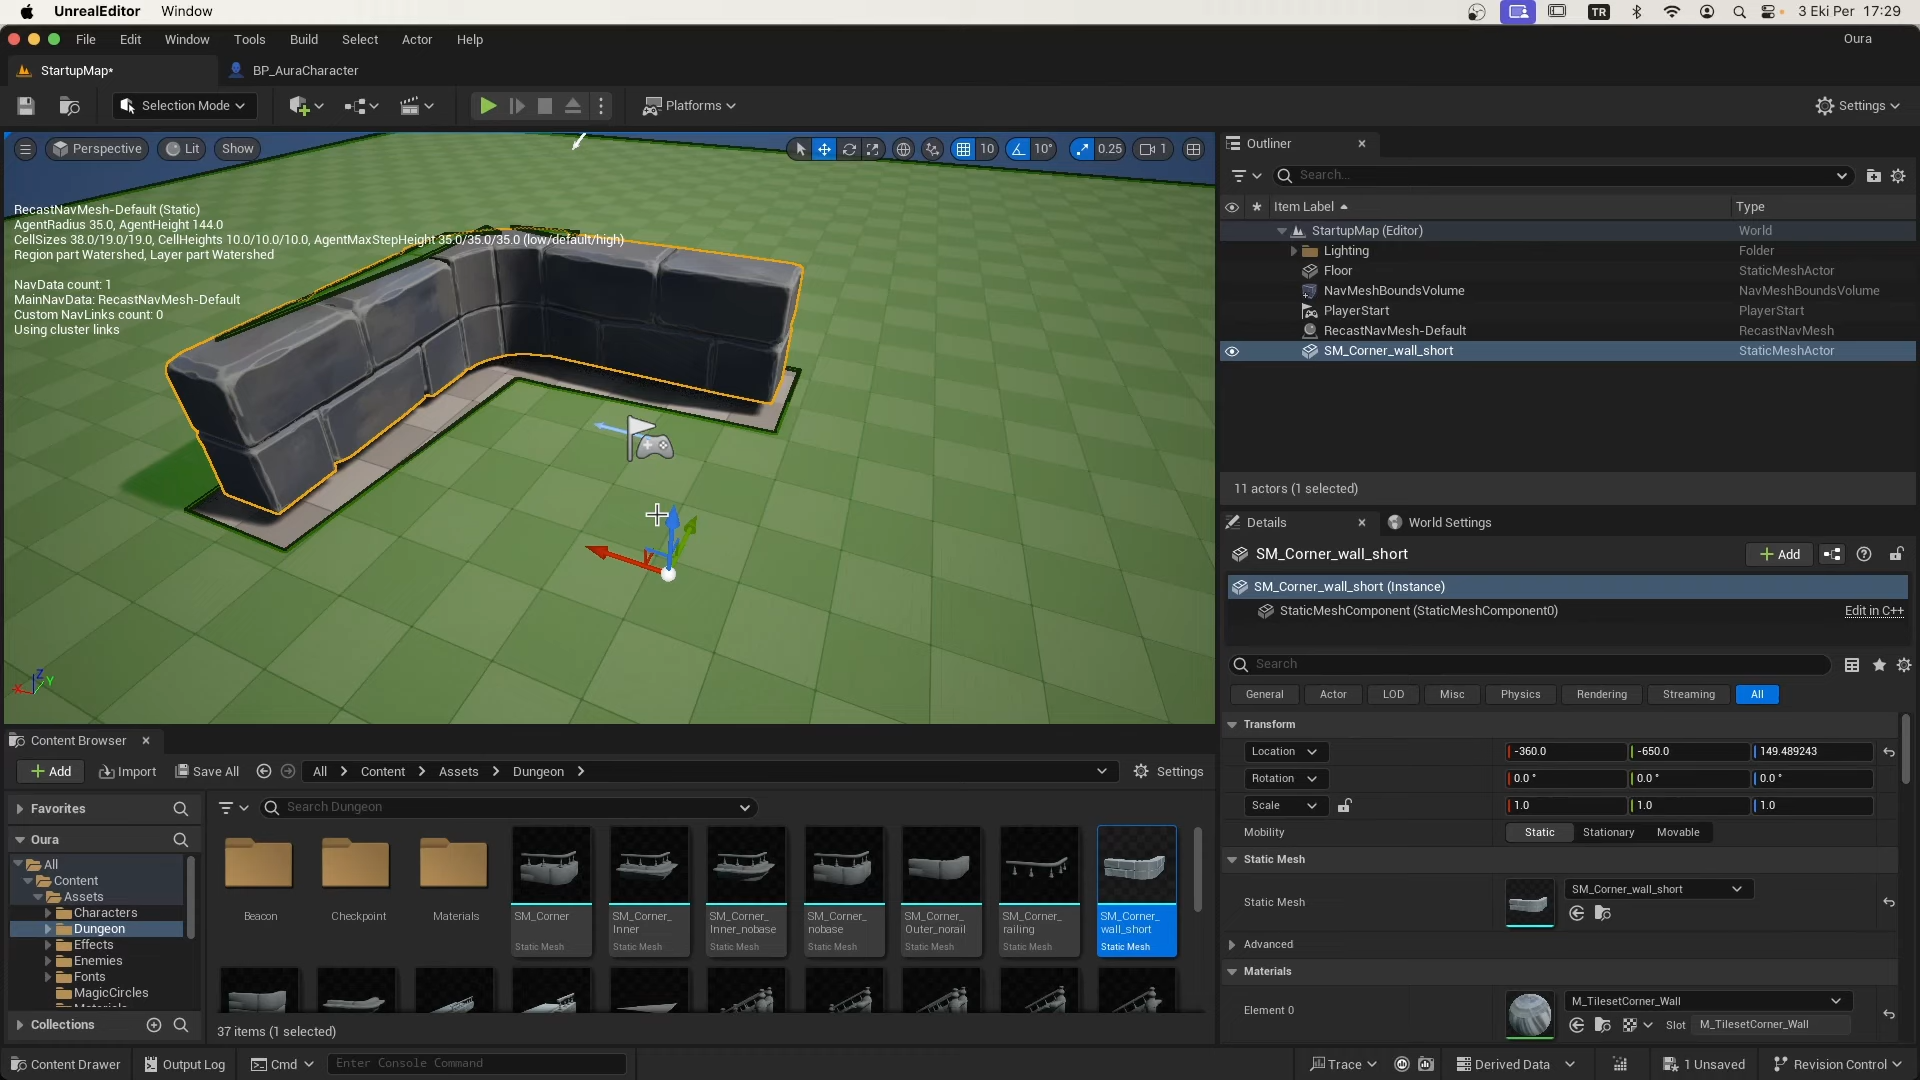 UnrealEditor Window
TR
3 Eki Per 17:29
File Edit Window Tools Build Select Actor Help
Oura
StartupMap*
BP_AuraCharacter
Selection Mode
Platforms
Settings
Perspective Lit Show
10 10° 0.25 1
RecastNavMesh-Default (Static)
AgentRadius 35.0, AgentHeight 144.0
CellSizes 38.0/19.0/19.0, CellHeights 10.0/10.0/10.0, AgentMaxStepHeight 35.0/35.0/35.0 (low/default/high)
Region part Watershed, Layer part Watershed
NavData count: 1
MainNavData: RecastNavMesh-Default
Custom NavLinks count: 0
Using cluster links
X Z Y
Outliner
Search...
Item Label Type
StartupMap (Editor) World
Lighting Folder
Floor StaticMeshActor
NavMeshBoundsVolume NavMeshBoundsVolume
PlayerStart PlayerStart
RecastNavMesh-Default RecastNavMesh
SM_Corner_wall_short StaticMeshActor
11 actors (1 selected)
Details World Settings
SM_Corner_wall_short
Add
SM_Corner_wall_short (Instance)
StaticMeshComponent (StaticMeshComponent0) Edit in C++
Search
General Actor LOD Misc Physics Rendering Streaming All
Transform
Location -360.0 -650.0 149.489243
Rotation 0.0 ° 0.0 ° 0.0 °
Scale 1.0 1.0 1.0
Mobility Static Stationary Movable
Static Mesh
Static Mesh SM_Corner_wall_short
Advanced
Materials
Element 0 M_TilesetCorner_Wall
Slot M_TilesetCorner_Wall
Content Browser
Add Import Save All All Content Assets Dungeon Settings
Favorites
Search Dungeon
Oura
All
Content
Assets
Characters
Dungeon
Effects
Enemies
Fonts
MagicCircles
Collections
Beacon
Checkpoint
Materials
SM_Corner
Static Mesh
SM_Corner_
Inner
Static Mesh
SM_Corner_
Inner_nobase
Static Mesh
SM_Corner_
nobase
Static Mesh
SM_Corner_
Outer_norail
Static Mesh
SM_Corner_
railing
Static Mesh
SM_Corner_
wall_short
Static Mesh
37 items (1 selected)
Content Drawer Output Log Cmd Enter Console Command Trace Derived Data 1 Unsaved Revision Control